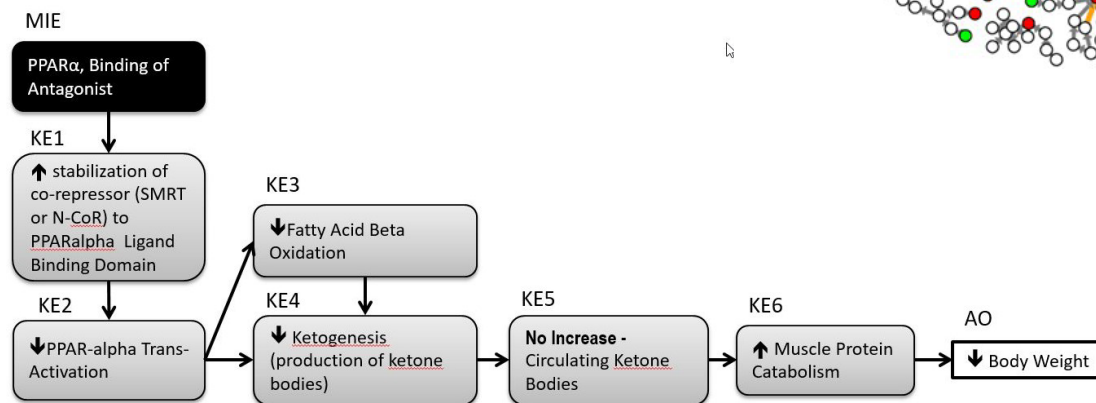 MIE
PPARα, Binding of
Antagonist
KE1
↑ stabilization of
co-repressor (SMRT
or N-CoR) to
PPARalpha Ligand
Binding Domain
KE2
↓PPAR-alpha Trans-
Activation
KE3
↓Fatty Acid Beta
Oxidation
KE4
↓ Ketogenesis
(production of ketone
bodies)
KE5
No Increase -
Circulating Ketone
Bodies
KE6
↑ Muscle Protein
Catabolism
AO
↓ Body Weight